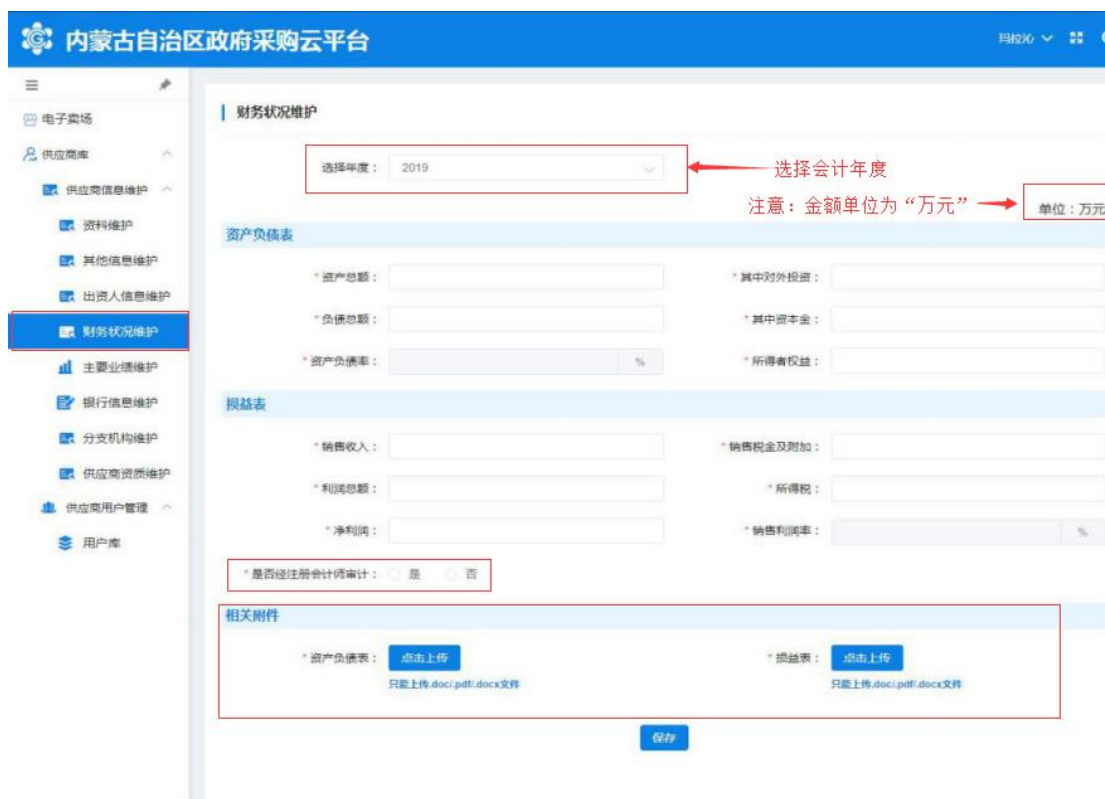 内蒙古自治区政府采购云平台
电子卖场
供应商库
供应商信息维护
资料维护
其他信息维护
出资人信息维护
财务状况维护
主要业绩维护
银行信息维护
分支机构维护
供应商资质维护
供应商用户管理
用户库
财务状况维护
选择年度： 2019
选择会计年度
注意：金额单位为“万元”
单位：万元
资产负债表
*资产总额： *其中对外投资：
*负债总额： *其中资本金：
*资产负债率： % *所得者权益：
损益表
*销售收入： *销售税金及附加：
*利润总额： *所得税：
*净利润： *销售利润率： %
*是否经注册会计师审计： 是 否
相关附件
*资产负债表： 点击上传 *损益表： 点击上传
只能上传.doc/.pdf/.docx文件 只能上传.doc/.pdf/.docx文件
保存